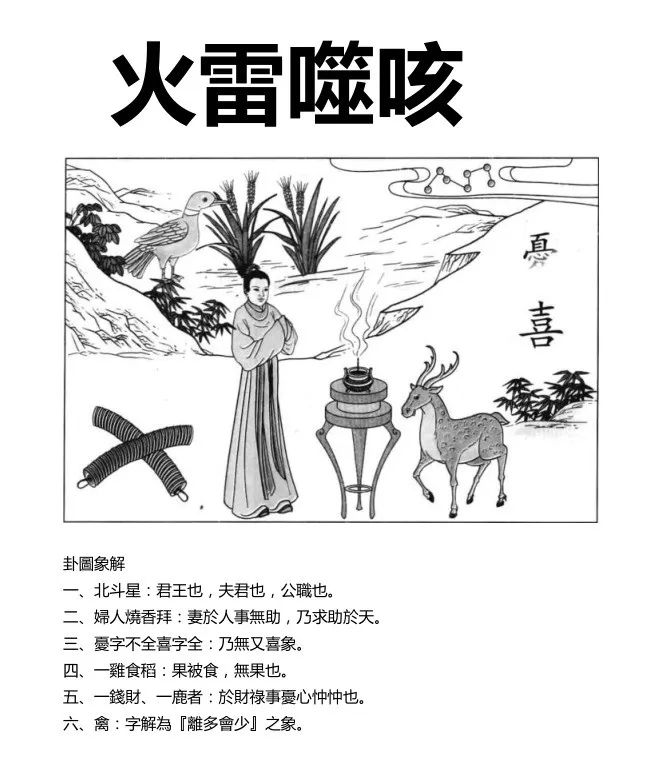 火雷噬咳
喜
卦圖象解
一、北斗星：君王也，夫君也，公職也。
二、婦人燒香拜：妻於人事無助，乃求助於天。
三、憂字不全喜字全：乃無又喜象。
四、一雞食稻：果被食，無果也。
五、一錢財、一鹿者：於財祿事憂心忡忡也。
六、禽：字解為『離多會少』之象。